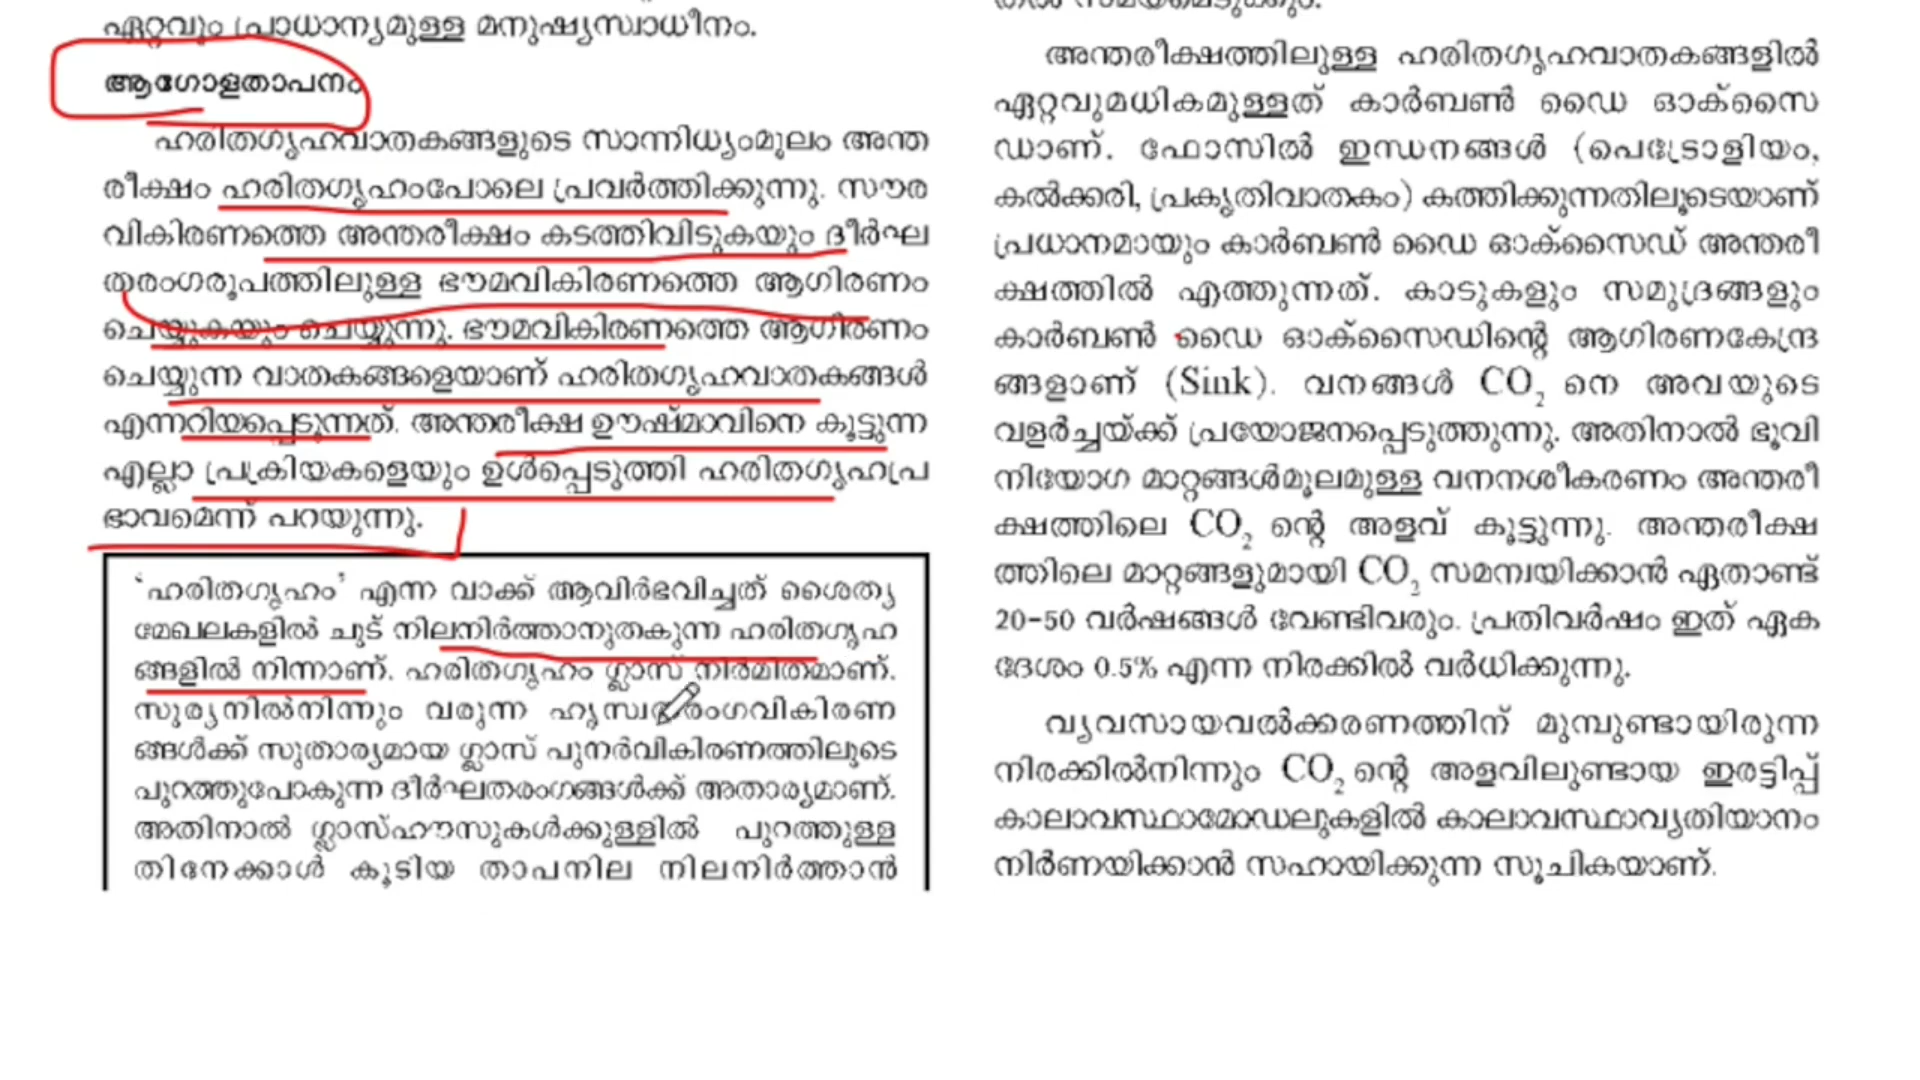 ഏറ്റവും പ്രാധാന്യമുള്ള മനുഷ്യസ്വാധീനം.
ആഗോളതാപനം
ഹരിതഗൃഹവാതകങ്ങളുടെ സാന്നിധ്യംമൂലം അന്ത
രീക്ഷം ഹരിതഗൃഹംപോലെ പ്രവർത്തിക്കുന്നു. സൗര
വികിരണത്തെ അന്തരീക്ഷം കടത്തിവിടുകയും ദീർഘ
തരംഗരൂപത്തിലുള്ള ഭൗമവികിരണത്തെ ആഗിരണം
ചെയ്യുകയും ചെയ്യുന്നു. ഭൗമവികിരണത്തെ ആഗിരണം
ചെയ്യുന്ന വാതകങ്ങളെയാണ് ഹരിതഗൃഹവാതകങ്ങൾ
എന്നറിയപ്പെടുന്നത്. അന്തരീക്ഷ ഊഷ്മാവിനെ കൂട്ടുന്ന
എല്ലാ പ്രക്രിയകളെയും ഉൾപ്പെടുത്തി ഹരിതഗൃഹപ്ര
ഭാവമെന്ന് പറയുന്നു.
'ഹരിതഗൃഹം' എന്ന വാക്ക് ആവിർഭവിച്ചത് ശൈത്യ
മേഖലകളിൽ ചൂട് നിലനിർത്താനുതകുന്ന ഹരിതഗൃഹ
ങ്ങളിൽ നിന്നാണ്. ഹരിതഗൃഹം ഗ്ലാസ് നിർമിതമാണ്.
സൂര്യനിൽനിന്നും വരുന്ന ഹ്രസ്വതരംഗവികിരണ
ങ്ങൾക്ക് സുതാര്യമായ ഗ്ലാസ് പുനർവികിരണത്തിലൂടെ
പുറത്തുപോകുന്ന ദീർഘതരംഗങ്ങൾക്ക് അതാര്യമാണ്.
അതിനാൽ ഗ്ലാസ്ഹൗസുകൾക്കുള്ളിൽ പുറത്തുള്ള
തിനേക്കാൾ കൂടിയ താപനില നിലനിർത്താൻ
അന്തരീക്ഷത്തിലുള്ള ഹരിതഗൃഹവാതകങ്ങളിൽ
ഏറ്റവുമധികമുള്ളത് കാർബൺ ഡൈ ഓക്സൈ
ഡാണ്. ഫോസിൽ ഇന്ധനങ്ങൾ (പെട്രോളിയം,
കൽക്കരി, പ്രകൃതിവാതകം) കത്തിക്കുന്നതിലൂടെയാണ്
പ്രധാനമായും കാർബൺ ഡൈ ഓക്സൈഡ് അന്തരീ
ക്ഷത്തിൽ എത്തുന്നത്. കാടുകളും സമുദ്രങ്ങളും
കാർബൺ ഡൈ ഓക്സൈഡിന്റെ ആഗിരണകേന്ദ്ര
ങ്ങളാണ് (Sink). വനങ്ങൾ CO₂ നെ അവയുടെ
വളർച്ചയ്ക്ക് പ്രയോജനപ്പെടുത്തുന്നു. അതിനാൽ ഭൂവി
നിയോഗ മാറ്റങ്ങൾമൂലമുള്ള വനനശീകരണം അന്തരീ
ക്ഷത്തിലെ CO₂ ന്റെ അളവ് കൂട്ടുന്നു. അന്തരീക്ഷ
ത്തിലെ മാറ്റങ്ങളുമായി CO₂ സമന്വയിക്കാൻ ഏതാണ്ട്
20-50 വർഷങ്ങൾ വേണ്ടിവരും. പ്രതിവർഷം ഇത് ഏക
ദേശം 0.5% എന്ന നിരക്കിൽ വർധിക്കുന്നു.
വ്യവസായവൽക്കരണത്തിന് മുമ്പുണ്ടായിരുന്ന
നിരക്കിൽനിന്നും CO₂ ന്റെ അളവിലുണ്ടായ ഇരട്ടിപ്പ്
കാലാവസ്ഥാമോഡലുകളിൽ കാലാവസ്ഥാവ്യതിയാനം
നിർണയിക്കാൻ സഹായിക്കുന്ന സൂചികയാണ്.